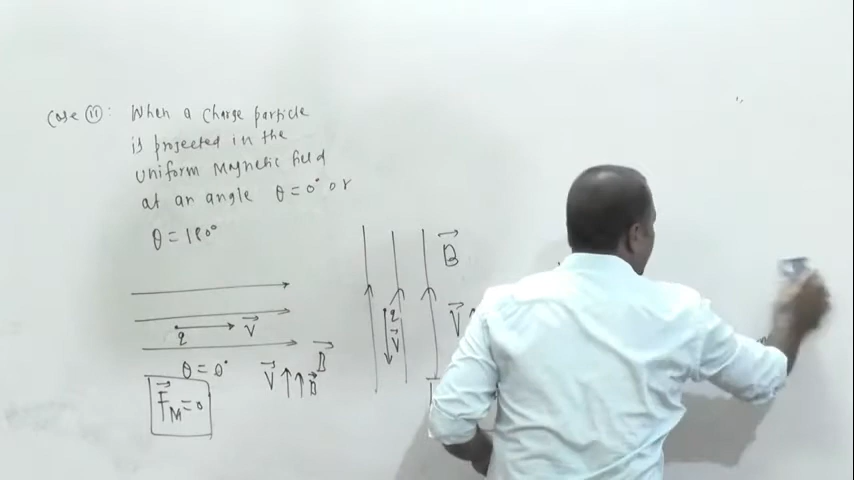 Case (ii): When a charge particle
is projected in the
uniform Magnetic field
at an angle θ = 0° or
θ = 180°
B
q V
q
V
V
θ = 0°
B
V ↑↑ B
F_M = 0